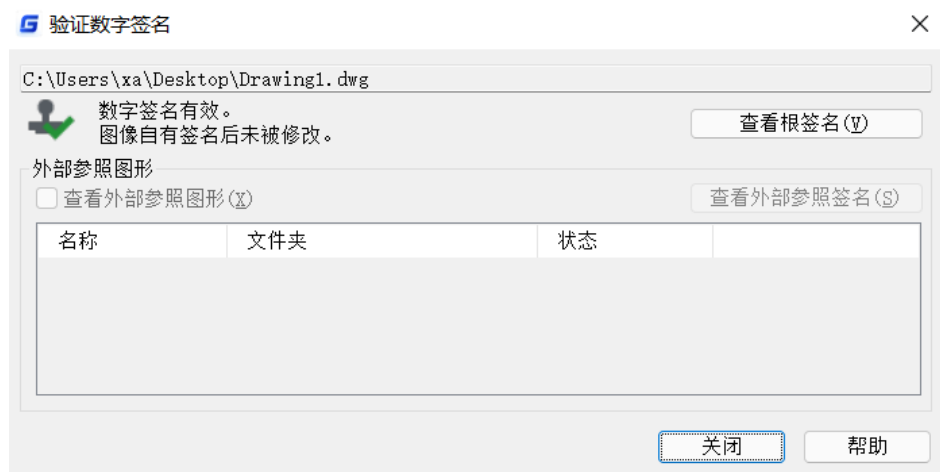 验证数字签名
C:\Users\xa\Desktop\Drawing1.dwg
数字签名有效。
图像自有签名后未被修改。
查看根签名(V)
外部参照图形
查看外部参照图形(X)
查看外部参照签名(S)
名称 文件夹 状态
关闭 帮助